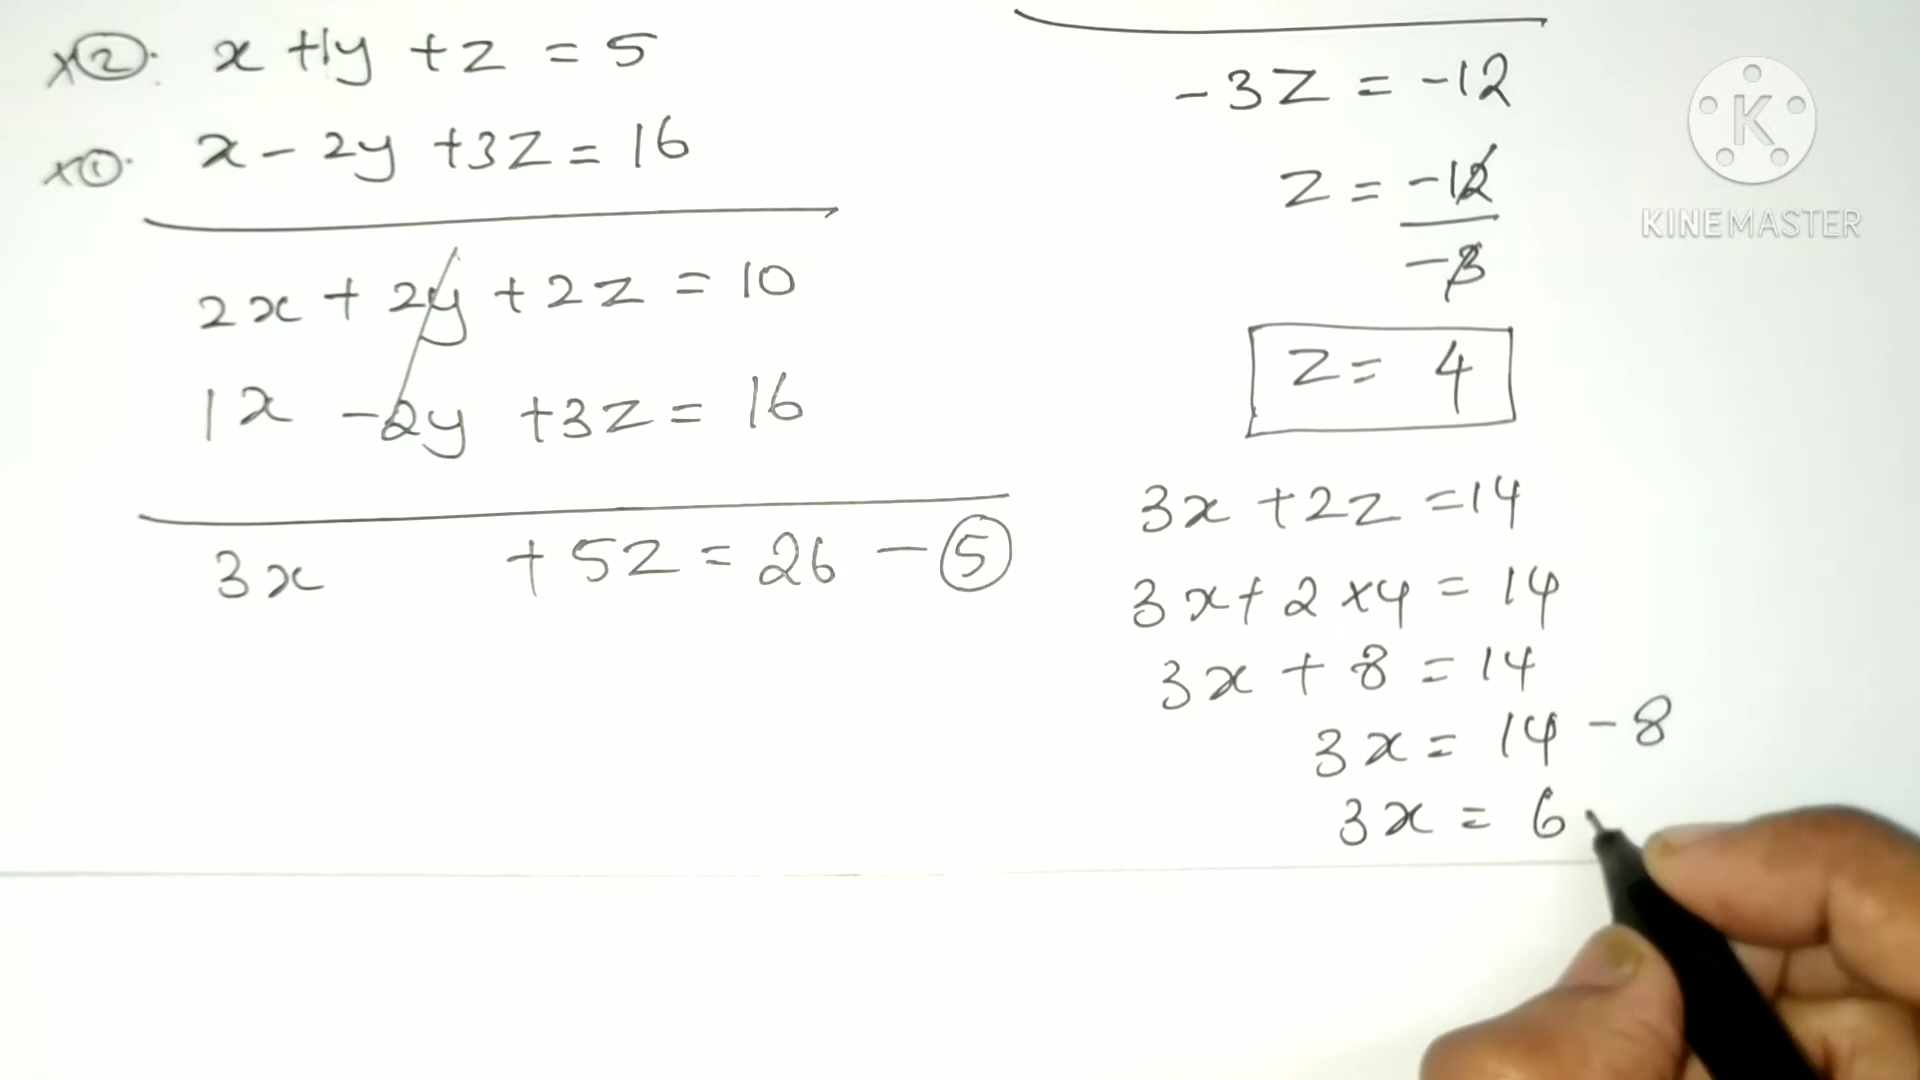 ×② x + 1y + z = 5
×① x - 2y + 3z = 16
2x + 2y + 2z = 10
1x - 2y + 3z = 16
3x + 5z = 26 - ⑤
-3z = -12
z = -12
-3
z = 4
3x + 2z = 14
3x + 2 × 4 = 14
3x + 8 = 14
3x = 14 - 8
3x = 6
K
KINEMASTER